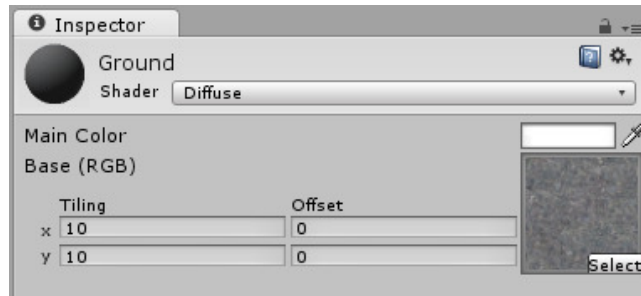 Inspector
Ground
Shader Diffuse
Main Color
Base (RGB)
Tiling Offset
x 10 0
y 10 0
Select